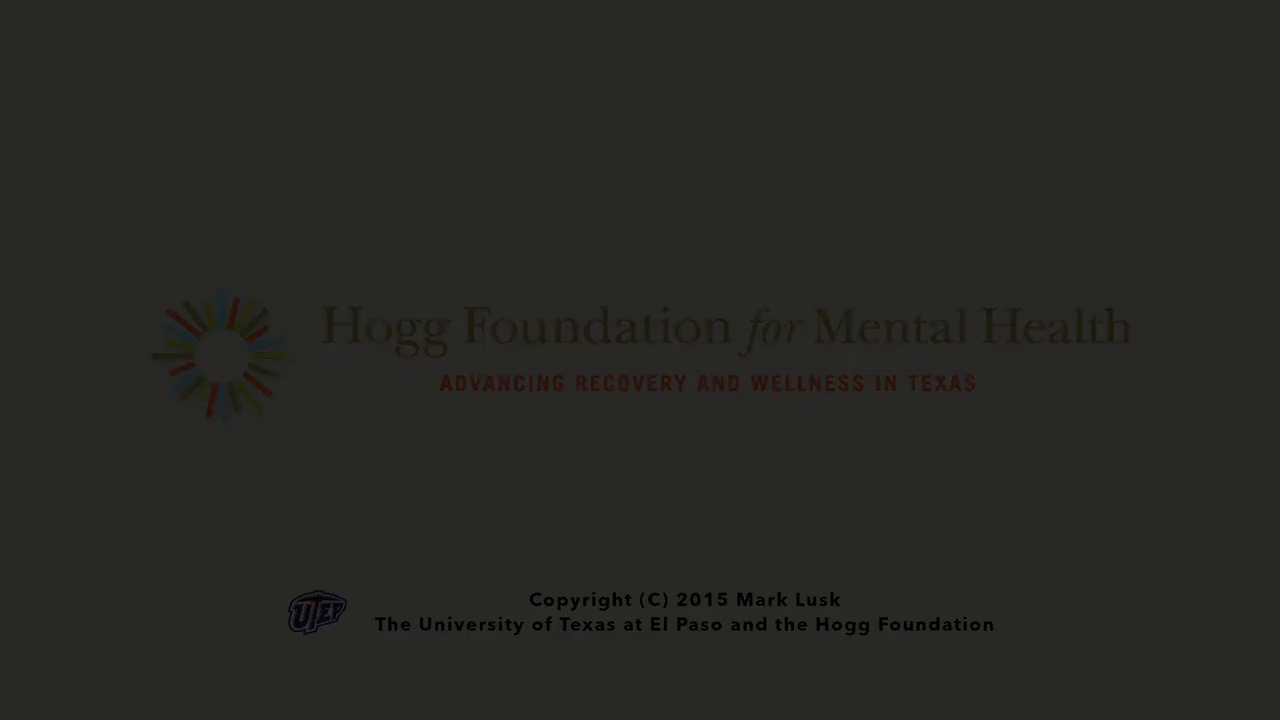 Hogg Foundation for Mental Health
ADVANCING RECOVERY AND WELLNESS IN TEXAS
UTEP
Copyright (C) 2015 Mark Lusk
The University of Texas at El Paso and the Hogg Foundation